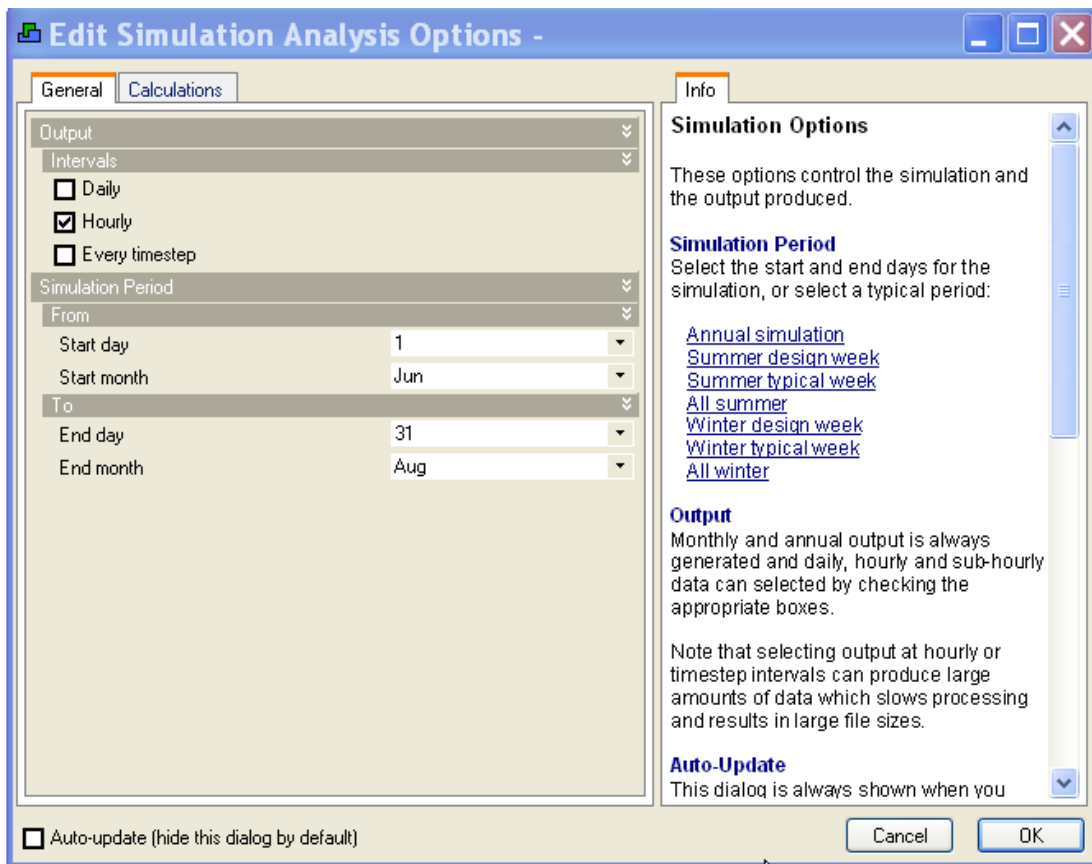 Edit Simulation Analysis Options -
General
Calculations
Output
Intervals
Daily
Hourly
Every timestep
Simulation Period
From
Start day 1
Start month Jun
To
End day 31
End month Aug
Info
Simulation Options
These options control the simulation and
the output produced.
Simulation Period
Select the start and end days for the
simulation, or select a typical period:
Annual simulation
Summer design week
Summer typical week
All summer
Winter design week
Winter typical week
All winter
Output
Monthly and annual output is always
generated and daily, hourly and sub-hourly
data can selected by checking the
appropriate boxes.
Note that selecting output at hourly or
timestep intervals can produce large
amounts of data which slows processing
and results in large file sizes.
Auto-Update
This dialog is always shown when you
Auto-update (hide this dialog by default)
Cancel
OK